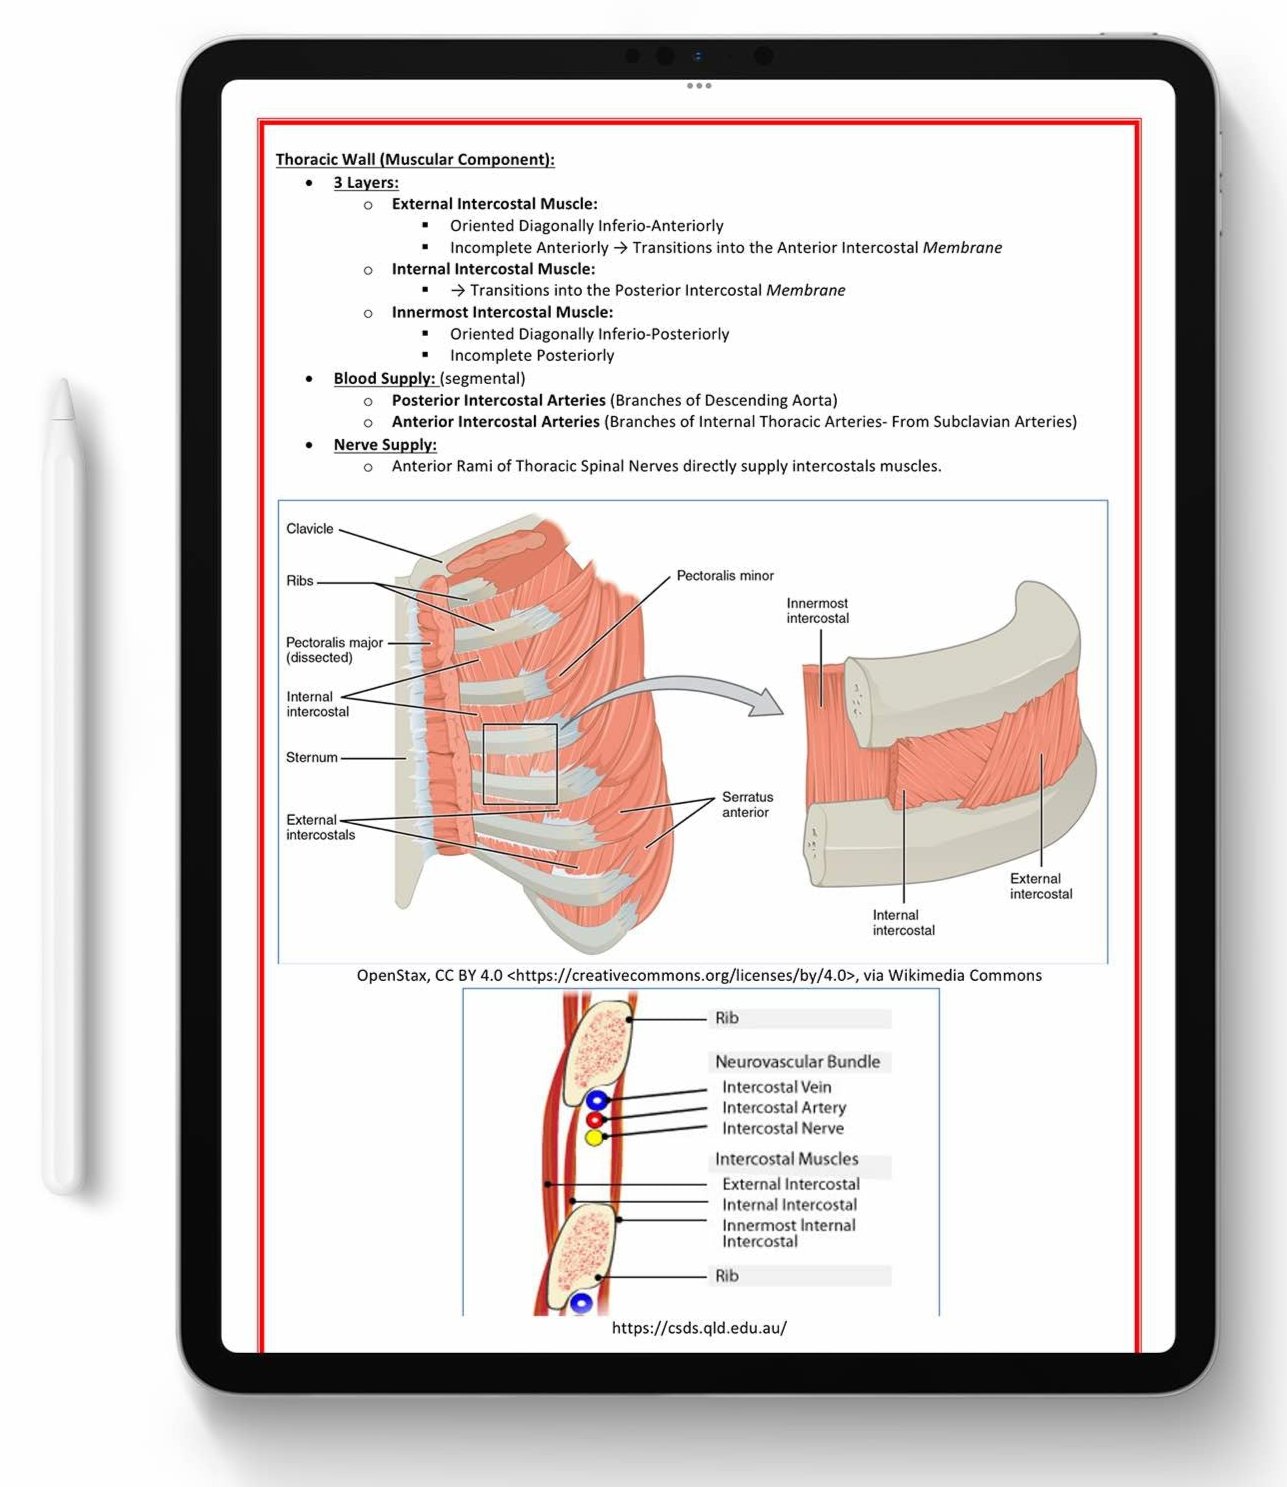 Thoracic Wall (Muscular Component):
• 3 Layers:
o External Intercostal Muscle:
▪ Oriented Diagonally Inferio-Anteriorly
▪ Incomplete Anteriorly → Transitions into the Anterior Intercostal Membrane
o Internal Intercostal Muscle:
▪ → Transitions into the Posterior Intercostal Membrane
o Innermost Intercostal Muscle:
▪ Oriented Diagonally Inferio-Posteriorly
▪ Incomplete Posteriorly
• Blood Supply: (segmental)
o Posterior Intercostal Arteries (Branches of Descending Aorta)
o Anterior Intercostal Arteries (Branches of Internal Thoracic Arteries- From Subclavian Arteries)
• Nerve Supply:
o Anterior Rami of Thoracic Spinal Nerves directly supply intercostals muscles.
Clavicle
Ribs
Pectoralis major
(dissected)
Internal
intercostal
Sternum
External
intercostals
Pectoralis minor
Serratus
anterior
Innermost
intercostal
External
intercostal
Internal
intercostal
OpenStax, CC BY 4.0 <https://creativecommons.org/licenses/by/4.0>, via Wikimedia Commons
Rib
Neurovascular Bundle
Intercostal Vein
Intercostal Artery
Intercostal Nerve
Intercostal Muscles
External Intercostal
Internal Intercostal
Innermost Internal
Intercostal
Rib
https://csds.qld.edu.au/